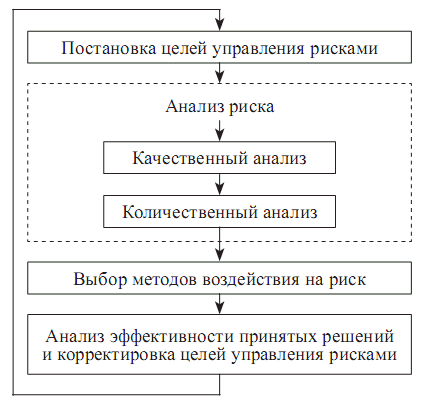 Постановка целей управления рисками
Анализ риска
Качественный анализ
Количественный анализ
Выбор методов воздействия на риск
Анализ эффективности принятых решений
и корректировка целей управления рисками